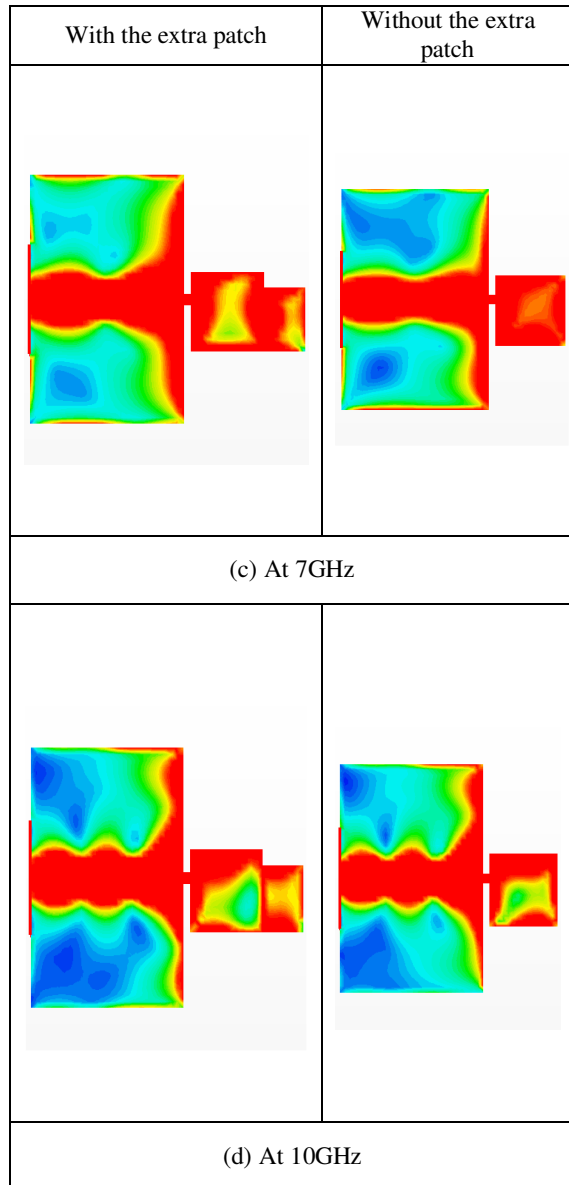 With the extra patch
Without the extra
patch
(c) At 7GHz
(d) At 10GHz